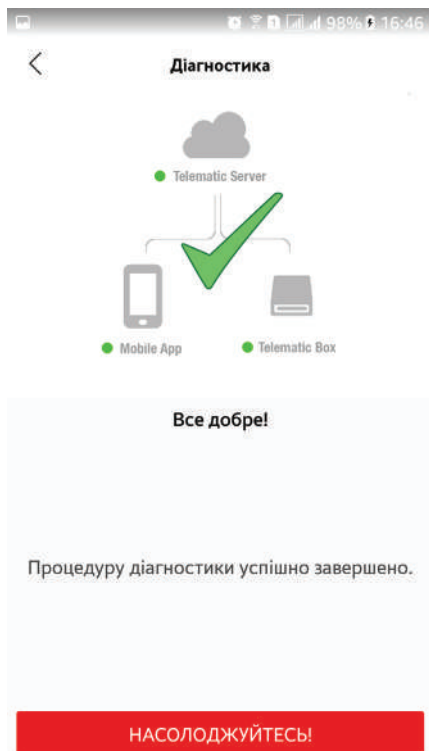 98% 16:46
Діагностика
Telematic Server
Mobile App
Telematic Box
Все добре!
Процедуру діагностики успішно завершено.
НАСОЛОДЖУЙТЕСЬ!